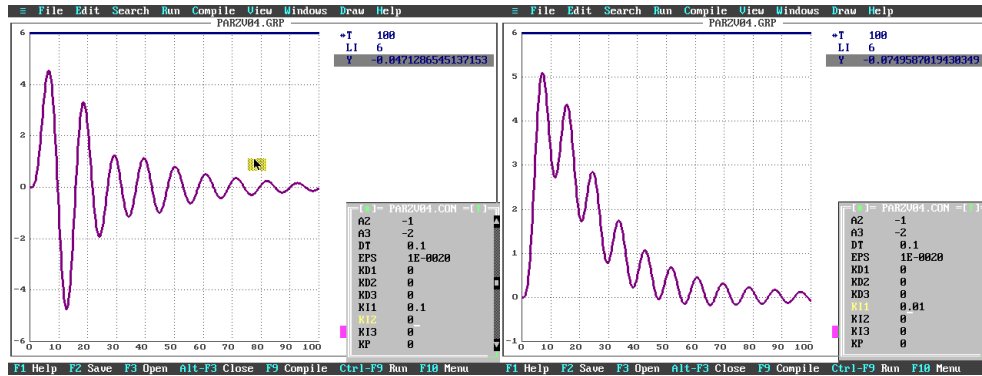 ≡ File Edit Search Run Compile View Windows Draw Help
PARZV04.GRP
6
4
2
0
-2
-4
-6
0 10 20 30 40 50 60 70 80 90 100
↔T 100
LI 6
Y -0.0471286545137153
PARZV04.CON
A2 -1
A3 -2
DT 0.1
EPS 1E-0020
KD1 0
KD2 0
KD3 0
KI1 0.1
KI2 0
KI3 0
KP 0
F1 Help F2 Save F3 Open Alt-F3 Close F9 Compile Ctrl-F9 Run F10 Menu
≡ File Edit Search Run Compile View Windows Draw Help
PARZV04.GRP
6
5
4
3
2
1
0
-1
0 10 20 30 40 50 60 70 80 90 100
↔T 100
LI 6
Y -0.0749587019430349
PARZV04.CON
A2 -1
A3 -2
DT 0.1
EPS 1E-0020
KD1 0
KD2 0
KD3 0
KI1 0.01
KI2 0
KI3 0
KP 0
F1 Help F2 Save F3 Open Alt-F3 Close F9 Compile Ctrl-F9 Run F10 Menu